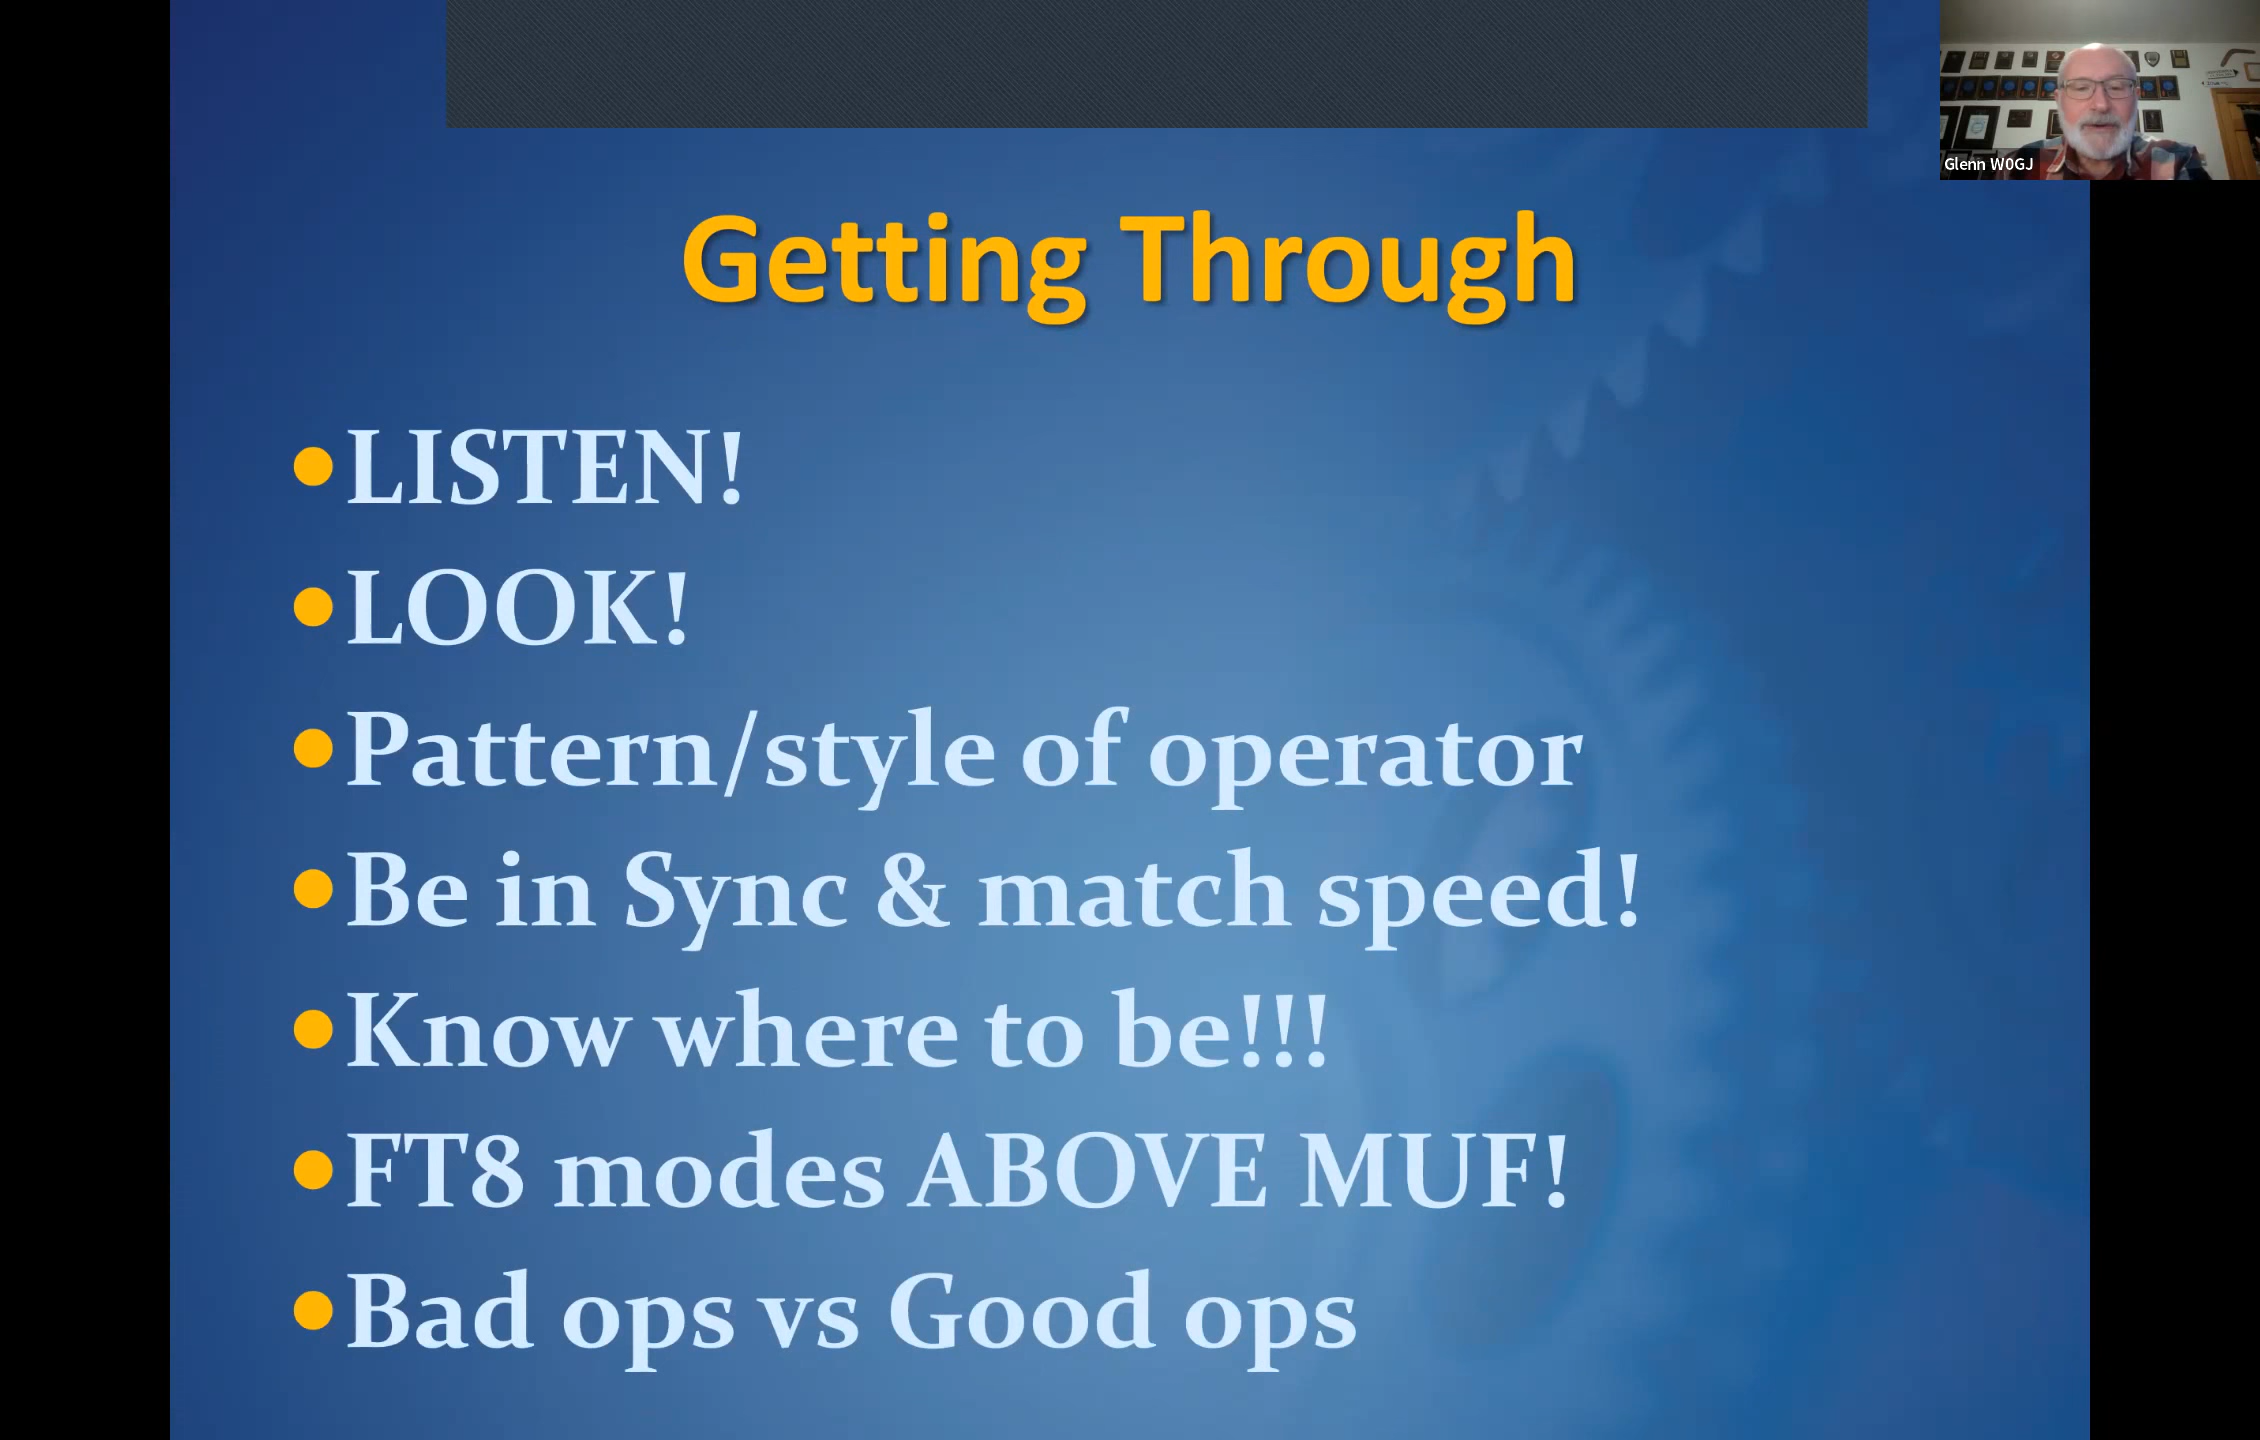 Glenn W0GJ
Getting Through
•LISTEN!
•LOOK!
•Pattern/style of operator
•Be in Sync & match speed!
•Know where to be!!!
•FT8 modes ABOVE MUF!
•Bad ops vs Good ops